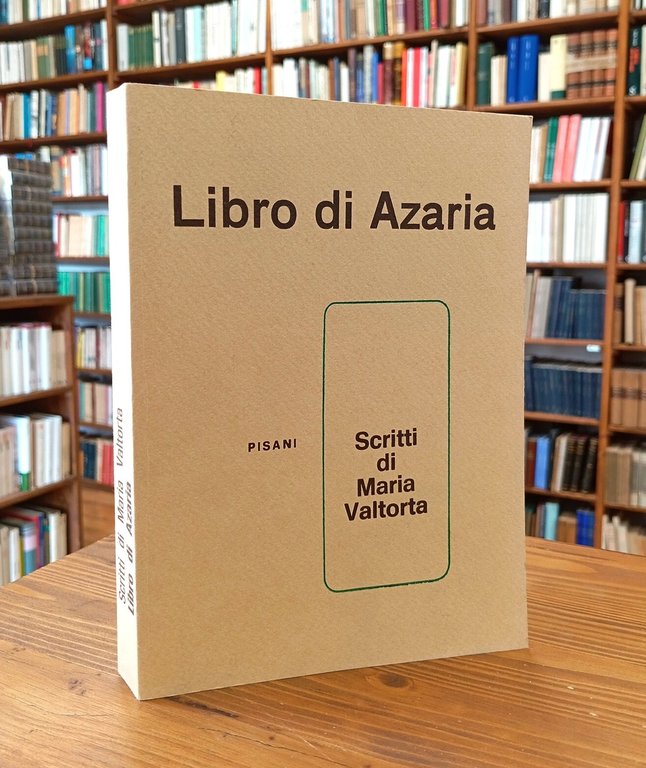 Libro di Azaria
PISANI
Scritti
di
Maria
Valtorta
Scritti di Maria Valtorta
Libro di Azaria